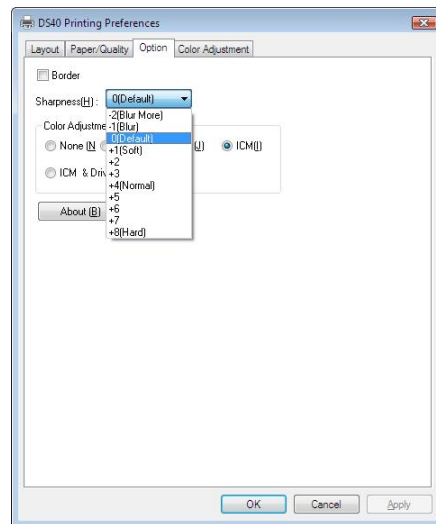 DS40 Printing Preferences
Layout Paper/Quality Option Color Adjustment
Border
Sharpness(H) : 0(Default)
-2(Blur More)
-1(Blur)
0(Default)
+1(Soft)
+2
+3
+4(Normal)
+5
+6
+7
+8(Hard)
Color Adjustme
None (N (J) ICM(I)
ICM & Driv
About (B)
OK Cancel Apply